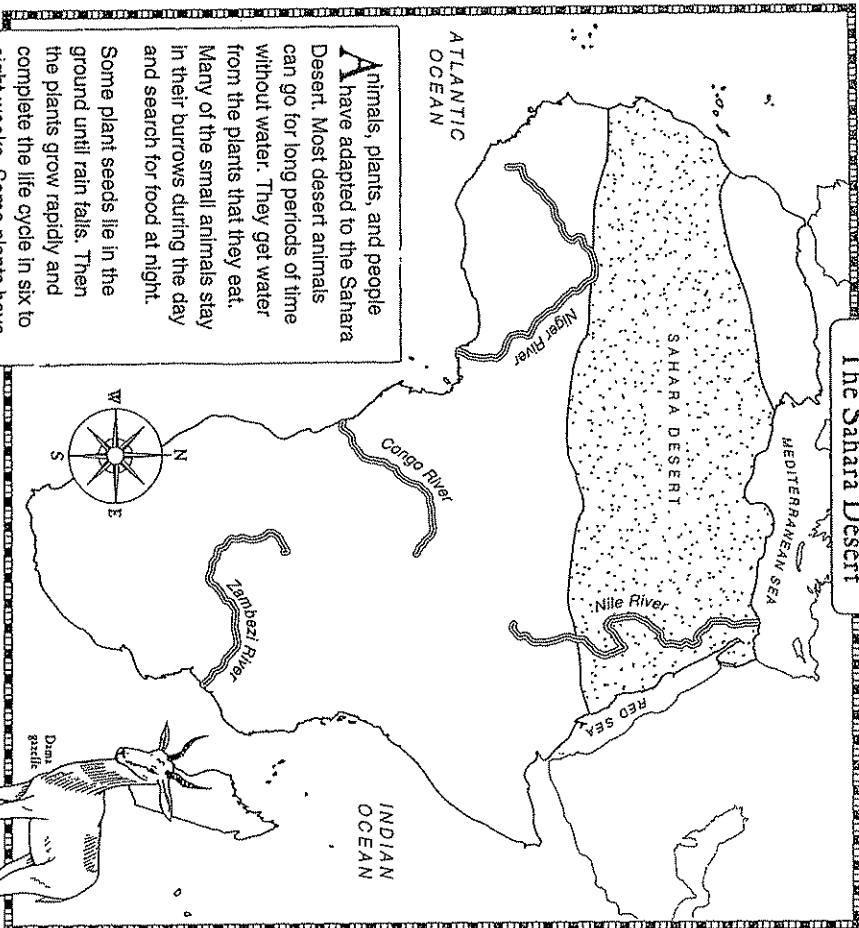 The Sahara Desert
MEDITERRANEAN SEA
SAHARA DESERT
Nile River
RED SEA
Niger River
ATLANTIC
OCEAN
Congo River
INDIAN
OCEAN
Zambezi River
N
W
E
S
Dama
gazelle
Animals, plants, and people
have adapted to the Sahara
Desert. Most desert animals
can go for long periods of time
without water. They get water
from the plants that they eat.
Many of the small animals stay
in their burrows during the day
and search for food at night.
Some plant seeds lie in the
ground until rain falls. Then
the plants grow rapidly and
complete the life cycle in six to
eight weeks. Some plants have